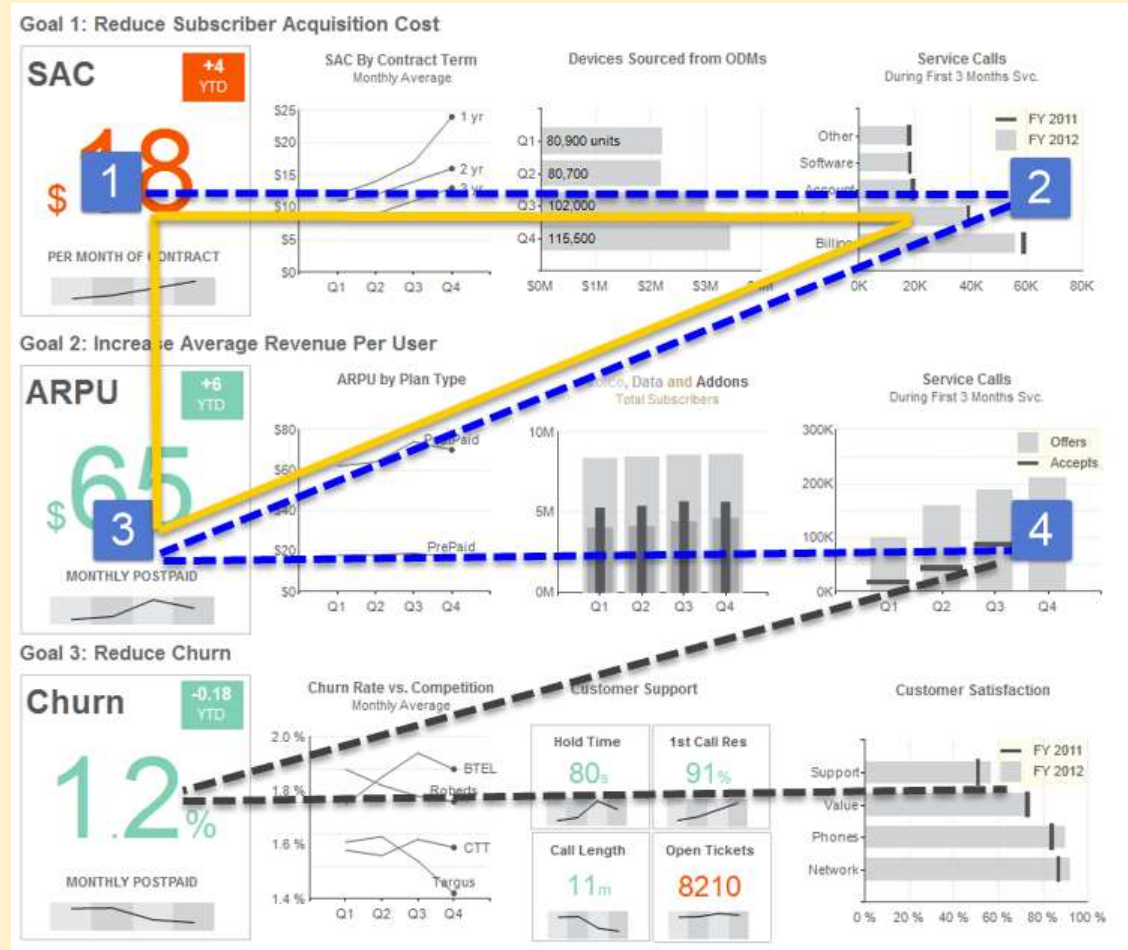 Goal 1: Reduce Subscriber Acquisition Cost
SAC
+4
YTD
$ 18
1
PER MONTH OF CONTRACT
SAC By Contract Term
Monthly Average
$25
$20
$15
$10
$5
$0
1 yr
2 yr
3 yr
Q1 Q2 Q3 Q4
Devices Sourced from ODMs
Q1 80,900 units
Q2 80,700
Q3 102,000
Q4 115,500
$0M $1M $2M $3M
Service Calls
During First 3 Months Svc.
FY 2011
FY 2012
Other
Software
Account
Billing
2
0K 20K 40K 60K 80K
Goal 2: Increase Average Revenue Per User
ARPU
+6
YTD
$ 65
3
MONTHLY POSTPAID
ARPU by Plan Type
$80
$60
$40
$20
$0
PostPaid
PrePaid
Q1 Q2 Q3 Q4
Voice, Data and Addons
Total Subscribers
10M
5M
0M
Q1 Q2 Q3 Q4
Service Calls
During First 3 Months Svc.
300K
200K
100K
0K
Offers
Accepts
4
Q1 Q2 Q3 Q4
Goal 3: Reduce Churn
Churn
-0.18
YTD
1.2%
MONTHLY POSTPAID
Churn Rate vs. Competition
Monthly Average
2.0 %
1.8 %
1.6 %
1.4 %
BTEL
Roberts
CTT
Targus
Q1 Q2 Q3 Q4
Customer Support
Hold Time
80s
1st Call Res
91%
Call Length
11m
Open Tickets
8210
Customer Satisfaction
FY 2011
FY 2012
Support
Value
Phones
Network
0 % 20 % 40 % 60 % 80 % 100 %